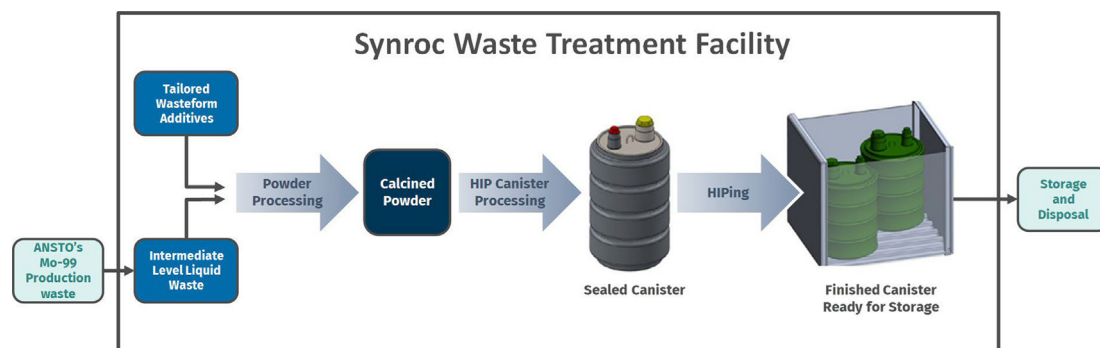 Synroc Waste Treatment Facility
Tailored
Wasteform
Additives
Powder
Processing
Calcined
Powder
HIP Canister
Processing
HIPing
Storage
and
Disposal
ANSTO's
Mo-99
Production
waste
Intermediate
Level Liquid
Waste
Sealed Canister
Finished Canister
Ready for Storage